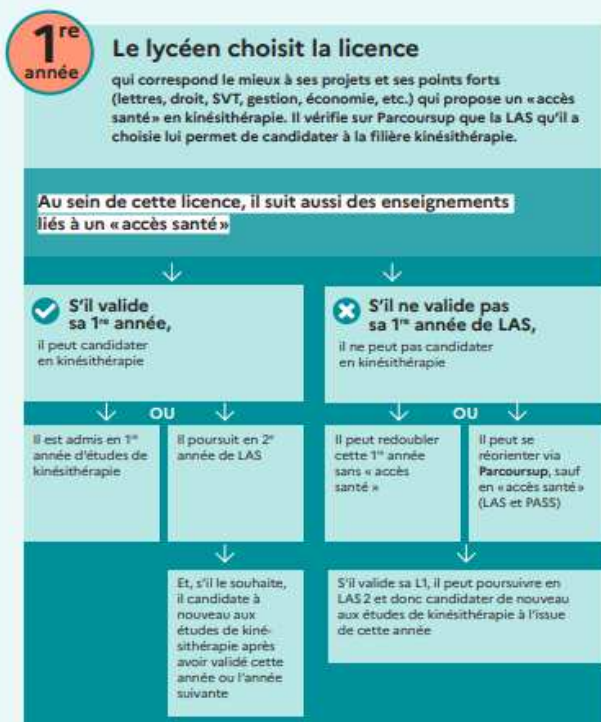 1re
année
Le lycéen choisit la licence
qui correspond le mieux à ses projets et ses points forts
(lettres, droit, SVT, gestion, économie, etc.) qui propose un « accès
santé » en kinésithérapie. Il vérifie sur Parcoursup que la LAS qu'il a
choisie lui permet de candidater à la filière kinésithérapie.
Au sein de cette licence, il suit aussi des enseignements
liés à un « accès santé »
S'il valide
sa 1re année,
il peut candidater
en kinésithérapie
S'il ne valide pas
sa 1re année de LAS,
il ne peut pas candidater
en kinésithérapie
OU
Il est admis en 1re
année d'études de
kinésithérapie
Il poursuit en 2e
année de LAS
OU
Il peut redoubler
cette 1re année
sans « accès
santé »
Il peut se
réorienter via
Parcoursup, sauf
en « accès santé »
(LAS et PASS)
Et, s'il le souhaite,
il candidate à
nouveau aux
études de kiné-
sithérapie après
avoir validé cette
année ou l'année
suivante
S'il valide sa L1, il peut poursuivre en
LAS 2 et donc candidater de nouveau
aux études de kinésithérapie à l'issue
de cette année